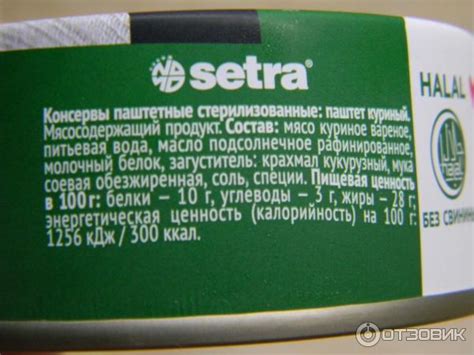 setra®
HALAL
Консервы паштетные стерилизованные: паштет куриный.
Мясосодержащий продукт. Состав: мясо куриное вареное,
питьевая вода, масло подсолнечное рафинированное,
молочный белок, загуститель: крахмал кукурузный, мука
соевая обезжиренная, соль, специи. Пищевая ценность
в 100 г: белки – 10 г, углеводы – 3 г, жиры – 28 г;
энергетическая ценность (калорийность) на 100 г:
1256 кДж / 300 ккал.
halal
БЕЗ СВИНИНЫ
ОТЗОВИК